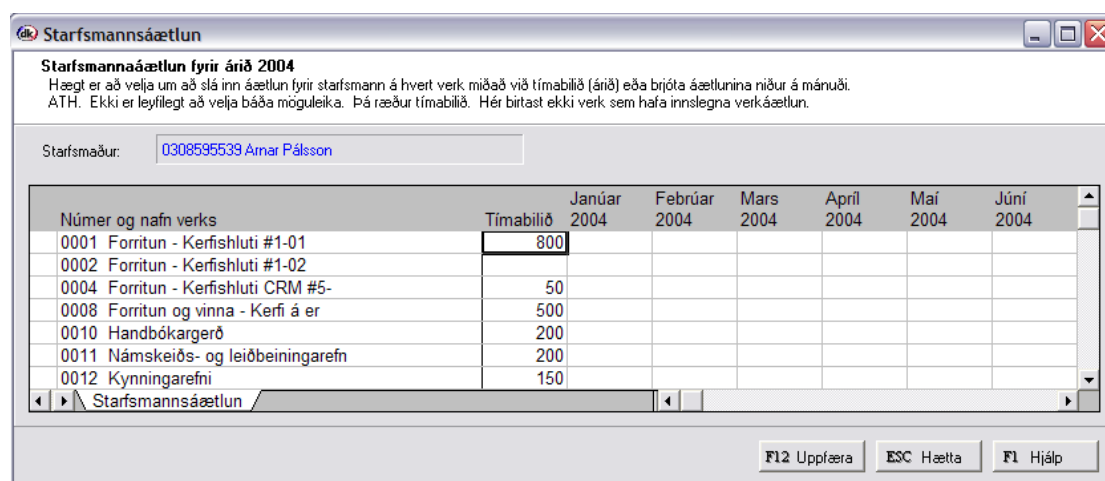 dk Starfsmannsáætlun
Starfsmannaáætlun fyrir árið 2004
Hægt er að velja um að slá inn áætlun fyrir starfsmann á hvert verk miðað við tímabilið (árið) eða brjóta áætlunina niður á mánuði.
ATH. Ekki er leyfilegt að velja báða möguleika. Þá ræður tímabilið. Hér birtast ekki verk sem hafa innslegna verkáætlun.
Starfsmaður: 0308595539 Arnar Pálsson
Janúar Febrúar Mars Apríl Maí Júní
Númer og nafn verks Tímabilið 2004 2004 2004 2004 2004 2004
0001 Forritun - Kerfishluti #1-01 800
0002 Forritun - Kerfishluti #1-02
0004 Forritun - Kerfishluti CRM #5- 50
0008 Forritun og vinna - Kerfi á er 500
0010 Handbókargerð 200
0011 Námskeiðs- og leiðbeiningarefn 200
0012 Kynningarefni 150
Starfsmannsáætlun
F12 Uppfæra ESC Hætta F1 Hjálp